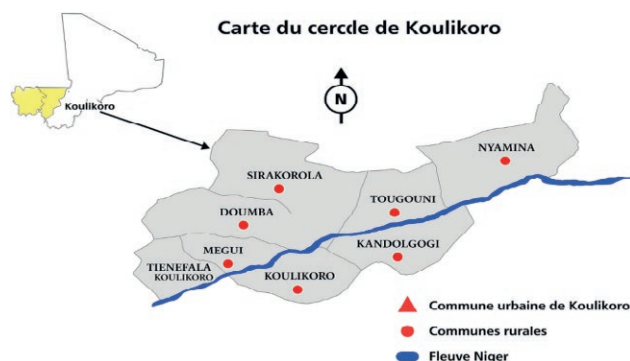 Carte du cercle de Koulikoro
Koulikoro
N
NYAMINA
SIRAKOROLA
TOUGOUNI
DOUMBA
KANDOLGOGI
MEGUI
TIENEFALA
KOULIKORO
KOULIKORO
Commune urbaine de Koulikoro
Communes rurales
Fleuve Niger